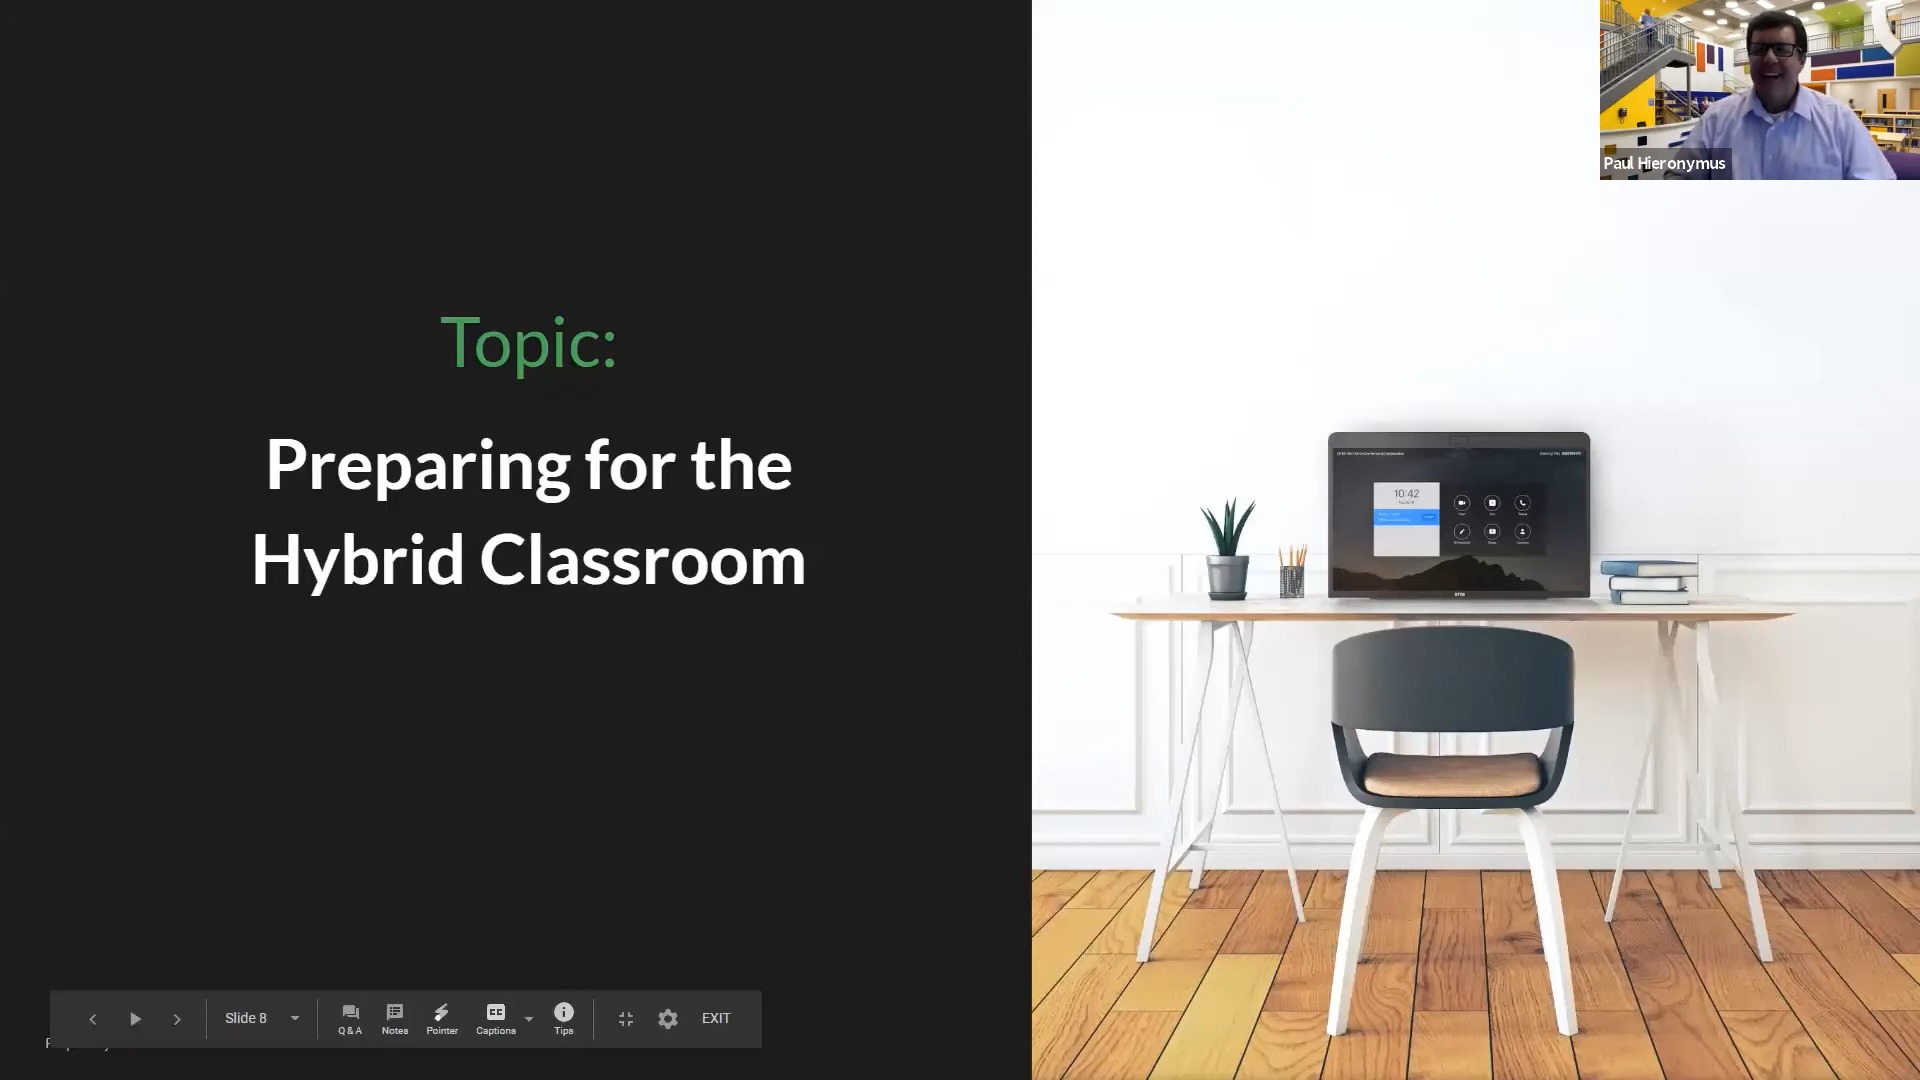 Topic:
Preparing for the
Hybrid Classroom
Paul Hieronymus
10:42
Slide 8
Q & A
Notes
Pointer
Captions
Tips
EXIT